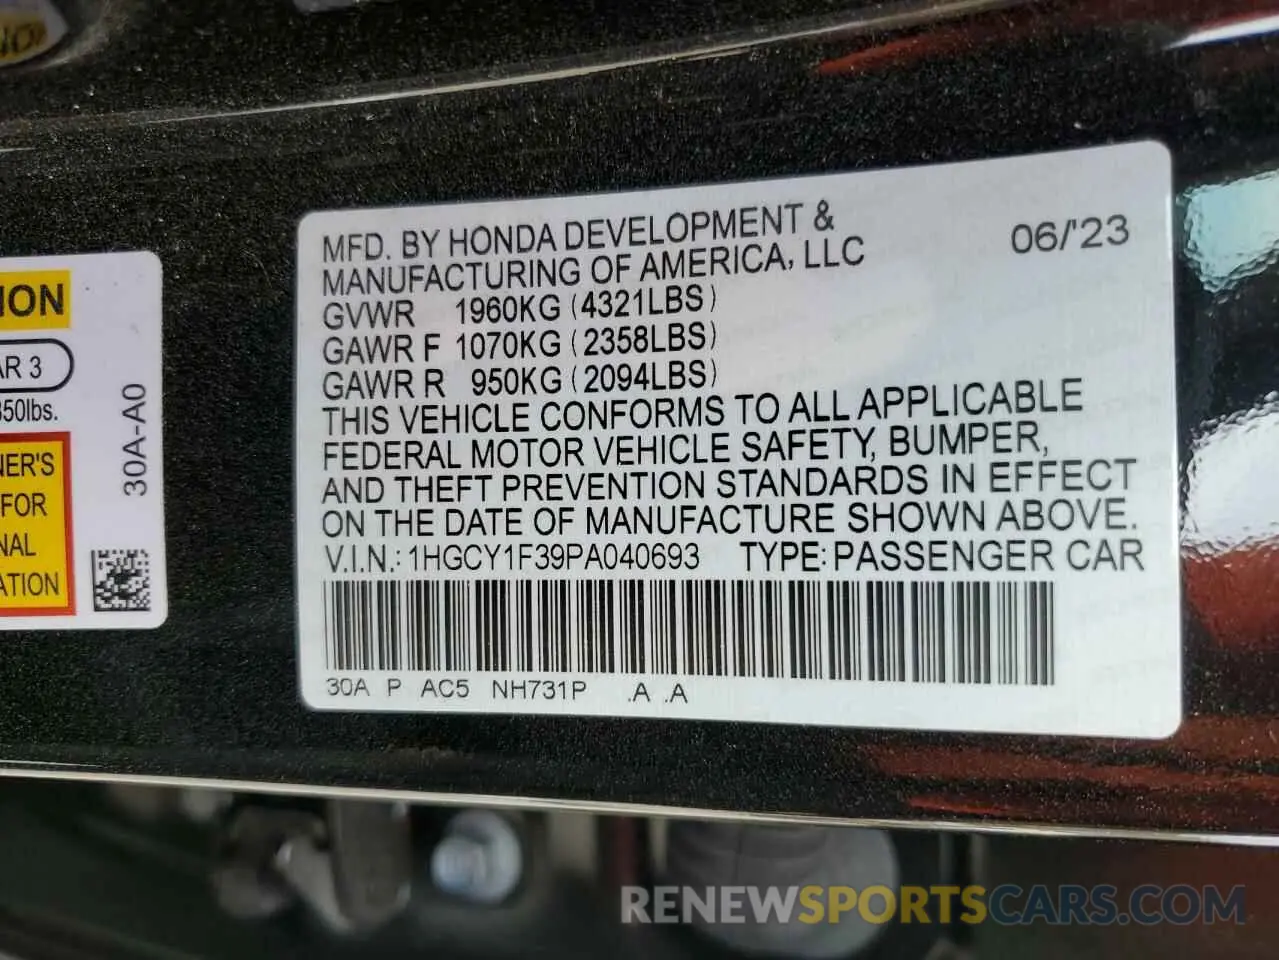 MFD. BY HONDA DEVELOPMENT &
MANUFACTURING OF AMERICA, LLC
06/'23
GVWR 1960KG (4321LBS)
GAWR F 1070KG (2358LBS)
GAWR R 950KG (2094LBS)
THIS VEHICLE CONFORMS TO ALL APPLICABLE
FEDERAL MOTOR VEHICLE SAFETY, BUMPER,
AND THEFT PREVENTION STANDARDS IN EFFECT
ON THE DATE OF MANUFACTURE SHOWN ABOVE.
V.I.N.: 1HGCY1F39PA040693 TYPE: PASSENGER CAR
30A P AC5 NH731P .A .A
ION
AR 3
350lbs.
NER'S
FOR
NAL
ATION
30A-A0
RENEWSPORTSCARS.COM